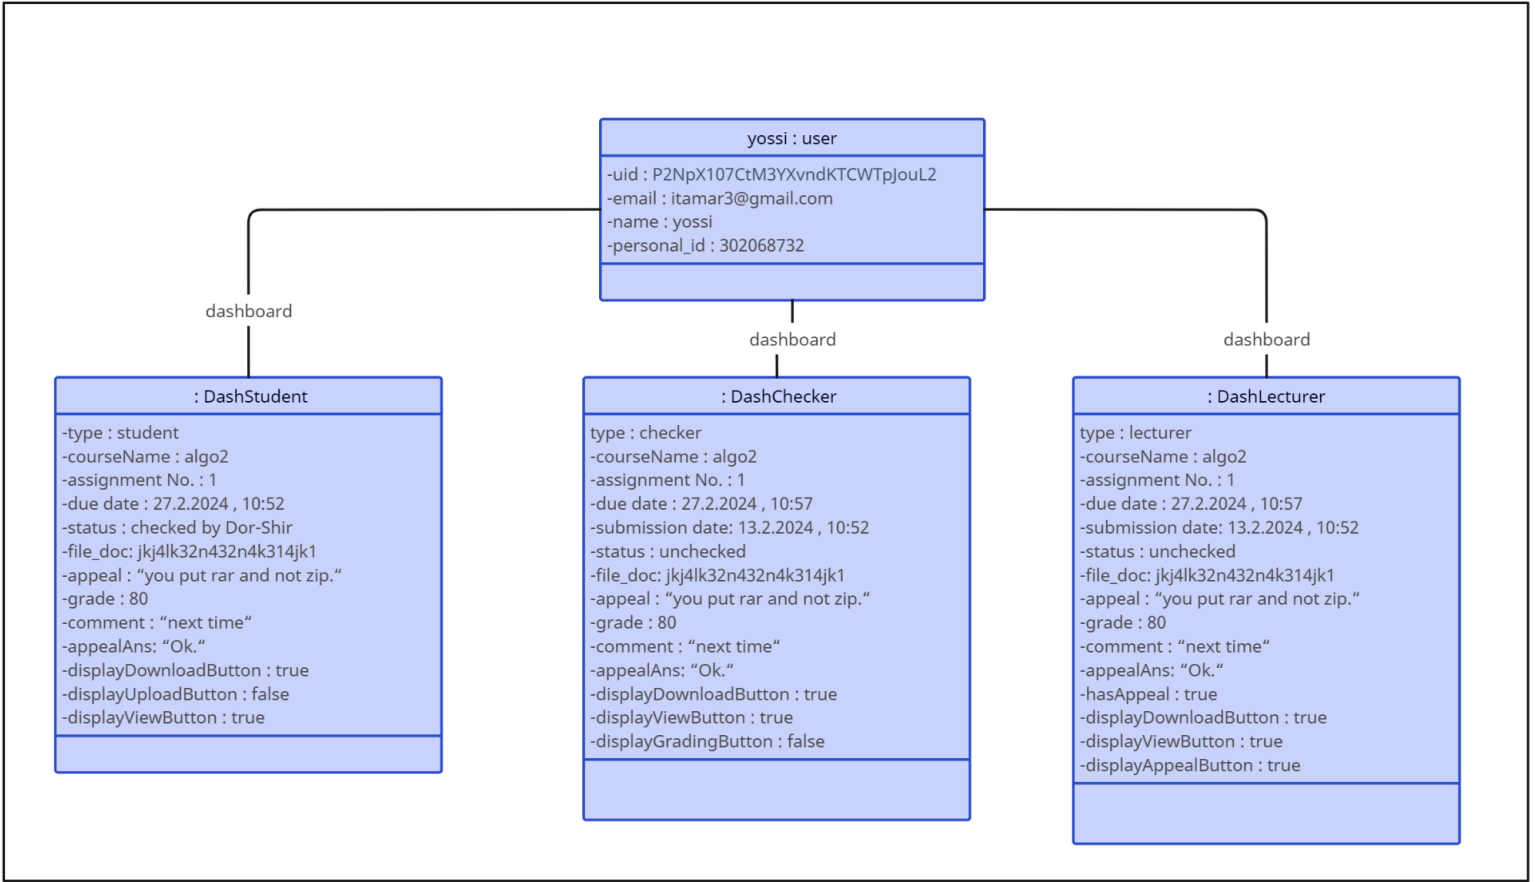 yossi : user
-uid : P2NpX107CtM3YXvndKTCWTpJouL2
-email : itamar3@gmail.com
-name : yossi
-personal_id : 302068732
dashboard
dashboard
dashboard
: DashStudent
-type : student
-courseName : algo2
-assignment No. : 1
-due date : 27.2.2024 , 10:52
-status : checked by Dor-Shir
-file_doc: jkj4lk32n432n4k314jk1
-appeal : “you put rar and not zip.“
-grade : 80
-comment : “next time“
-appealAns: “Ok.“
-displayDownloadButton : true
-displayUploadButton : false
-displayViewButton : true
: DashChecker
type : checker
-courseName : algo2
-assignment No. : 1
-due date : 27.2.2024 , 10:57
-submission date: 13.2.2024 , 10:52
-status : unchecked
-file_doc: jkj4lk32n432n4k314jk1
-appeal : “you put rar and not zip.“
-grade : 80
-comment : “next time“
-appealAns: “Ok.“
-displayDownloadButton : true
-displayViewButton : true
-displayGradingButton : false
: DashLecturer
type : lecturer
-courseName : algo2
-assignment No. : 1
-due date : 27.2.2024 , 10:57
-submission date: 13.2.2024 , 10:52
-status : unchecked
-file_doc: jkj4lk32n432n4k314jk1
-appeal : “you put rar and not zip.“
-grade : 80
-comment : “next time“
-appealAns: “Ok.“
-hasAppeal : true
-displayDownloadButton : true
-displayViewButton : true
-displayAppealButton : true